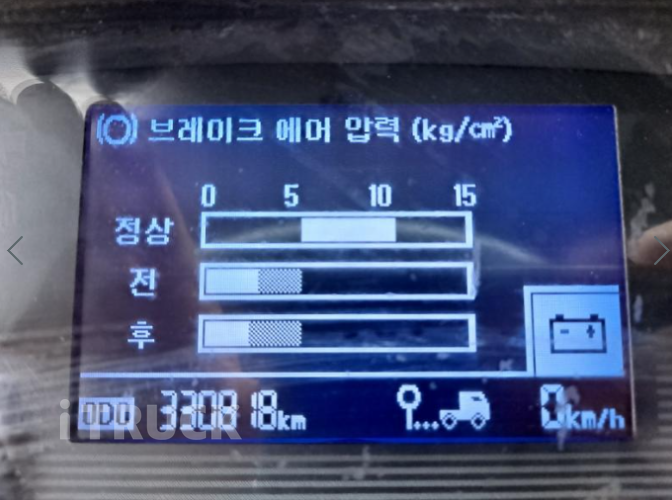 브레이크 에어 압력 (kg/cm²)
0 5 10 15
정상
전
후
- +
ODO 330818km 0km/h
iTRUCK